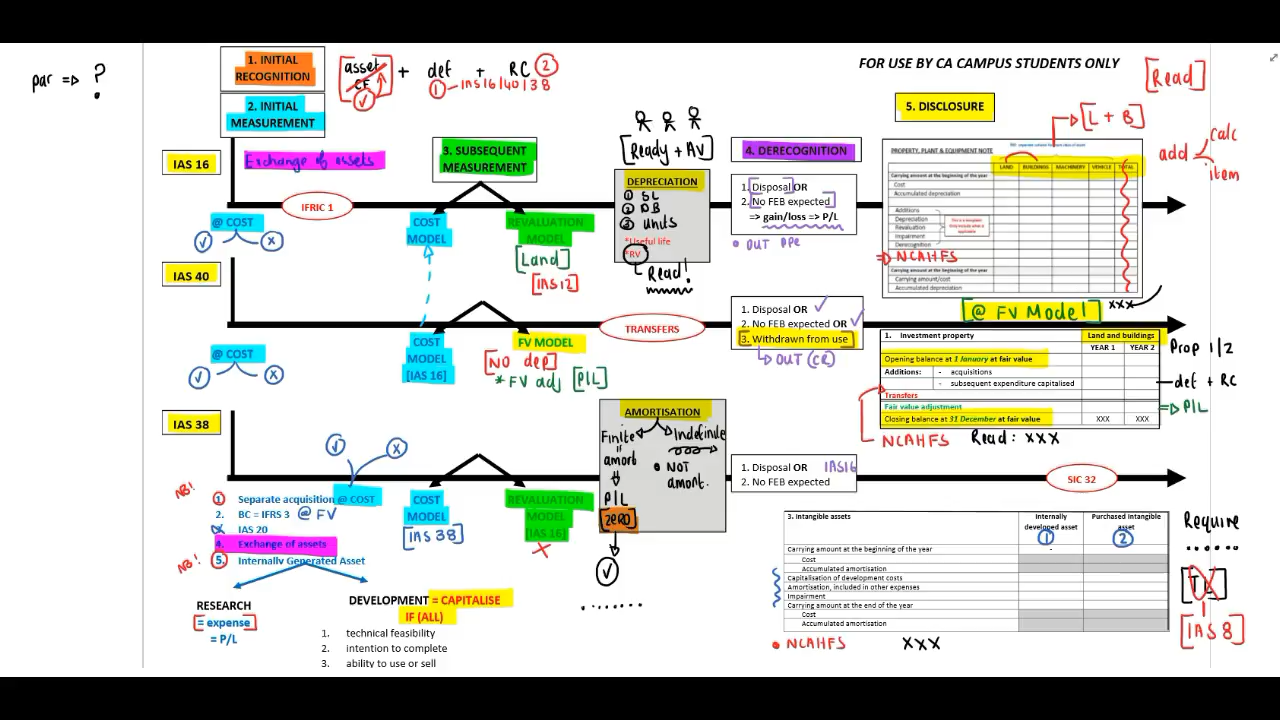 par => ?
1. INITIAL
RECOGNITION
asset
CF
+ def + RC 2
1 - IAS 16/40/38
2. INITIAL
MEASUREMENT
FOR USE BY CA CAMPUS STUDENTS ONLY
[Read]
5. DISCLOSURE
[L + B]
add
calc
item
IAS 16
Exchange of assets
3. SUBSEQUENT
MEASUREMENT
[Ready + AV]
4. DERECOGNITION
IFRIC 1
@ COST
√ X
COST
MODEL
REVALUATION
MODEL
[Land]
[IAS 12]
DEPRECIATION
1 SL
2 DB
3 Units
*Useful life
*RV
Read!
1. Disposal OR
2. No FEB expected
=> gain/loss => P/L
• OUT PPE
PROPERTY, PLANT & EQUIPMENT NOTE
LAND BUILDINGS MACHINERY VEHICLE TOTAL
Carrying amount at the beginning of the year
Cost
Accumulated depreciation
Additions
Depreciation
Revaluation
Impairment
Derecognition
=> NCAHFS
Carrying amount at the beginning of the year
Carrying amount/cost
Accumulated depreciation
IAS 40
TRANSFERS
@ COST
√ X
COST
MODEL
[IAS 16]
FV MODEL
[NO dep]
* FV adj [P/L]
1. Disposal OR √
2. No FEB expected OR √
3. Withdrawn from use
OUT (CR)
[@ FV Model] xxx
1. Investment property Land and buildings
YEAR 1 YEAR 2
Opening balance at 1 January at fair value
Additions: - acquisitions
- subsequent expenditure capitalised
Transfers
Fair value adjustment
Closing balance at 31 December at fair value XXX XXX
Prop 1/2
def + RC
=> P/L
NCAHFS Read: XXX
IAS 38
√ X
NB!
1 Separate acquisition @ COST
2. BC = IFRS 3 @ FV
IAS 20
4. Exchange of assets
NB!
5. Internally Generated Asset
RESEARCH
[= expense]
= P/L
DEVELOPMENT = CAPITALISE
IF (ALL)
1. technical feasibility
2. intention to complete
3. ability to use or sell
COST
MODEL
[IAS 38]
REVALUATION
MODEL
[IAS 16]
X
AMORTISATION
Finite Indefinite
amort
P/L
ZERO
√
• NOT
amort.
1. Disposal OR IAS16
2. No FEB expected
SIC 32
3. Intangible assets Internally developed asset Purchased intangible asset
1 2
Carrying amount at the beginning of the year -
Cost
Accumulated amortisation
Capitalisation of development costs
Amortisation, included in other expenses
Impairment
Carrying amount at the end of the year
Cost
Accumulated amortisation
• NCAHFS XXX
Require
[IAS 8]